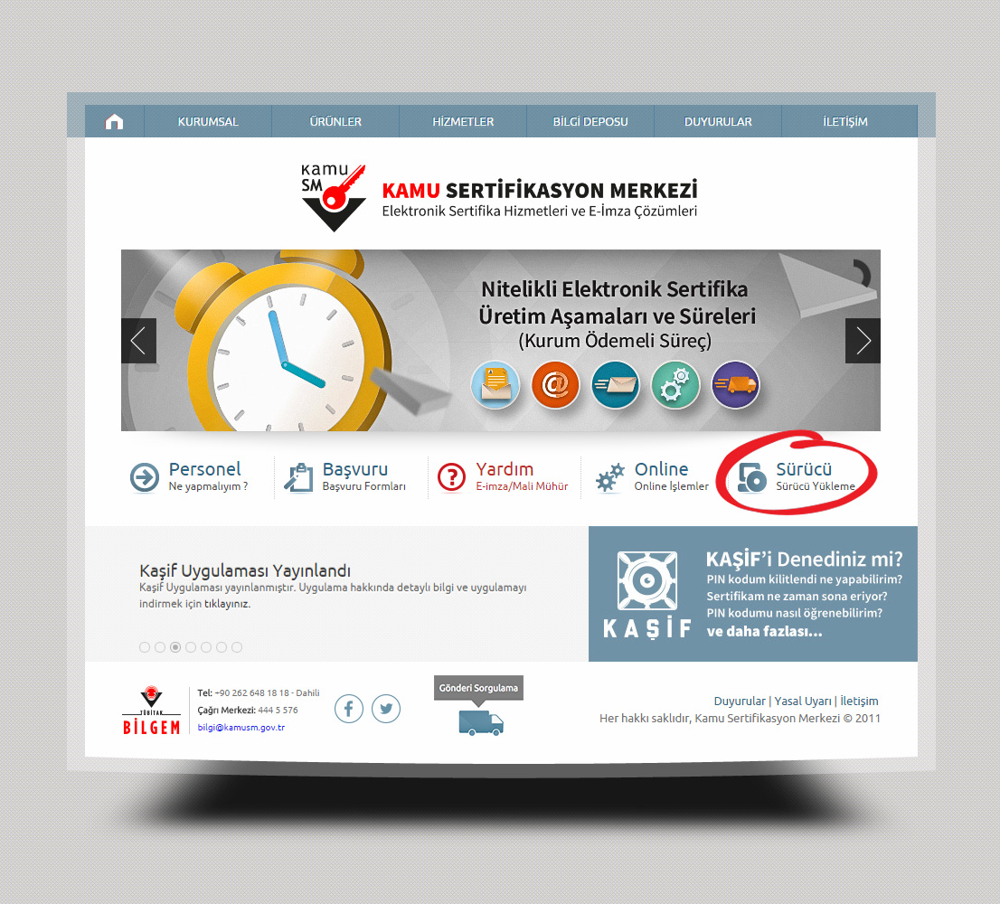 KURUMSAL
ÜRÜNLER
HİZMETLER
BİLGİ DEPOSU
DUYURULAR
İLETİŞİM
kamu
SM
KAMU SERTİFİKASYON MERKEZİ
Elektronik Sertifika Hizmetleri ve E-İmza Çözümleri
Nitelikli Elektronik Sertifika
Üretim Aşamaları ve Süreleri
(Kurum Ödemeli Süreç)
@
Personel
Ne yapmalıyım ?
Başvuru
Başvuru Formları
?
Yardım
E-imza/Mali Mühür
Online
Online İşlemler
Sürücü
Sürücü Yükleme
Kaşif Uygulaması Yayınlandı
Kaşif Uygulaması yayınlanmıştır. Uygulama hakkında detaylı bilgi ve uygulamayı
indirmek için tıklayınız.
KAŞİF
KAŞİF'i Denediniz mi?
PIN kodum kilitlendi ne yapabilirim?
Sertifikam ne zaman sona eriyor?
PIN kodumu nasıl öğrenebilirim?
ve daha fazlası...
TÜBİTAK
BİLGEM
Tel: +90 262 648 18 18 - Dahili
Çağrı Merkezi: 444 5 576
bilgi@kamusm.gov.tr
f
Gönderi Sorgulama
Duyurular | Yasal Uyarı | İletişim
Her hakkı saklıdır, Kamu Sertifikasyon Merkezi © 2011